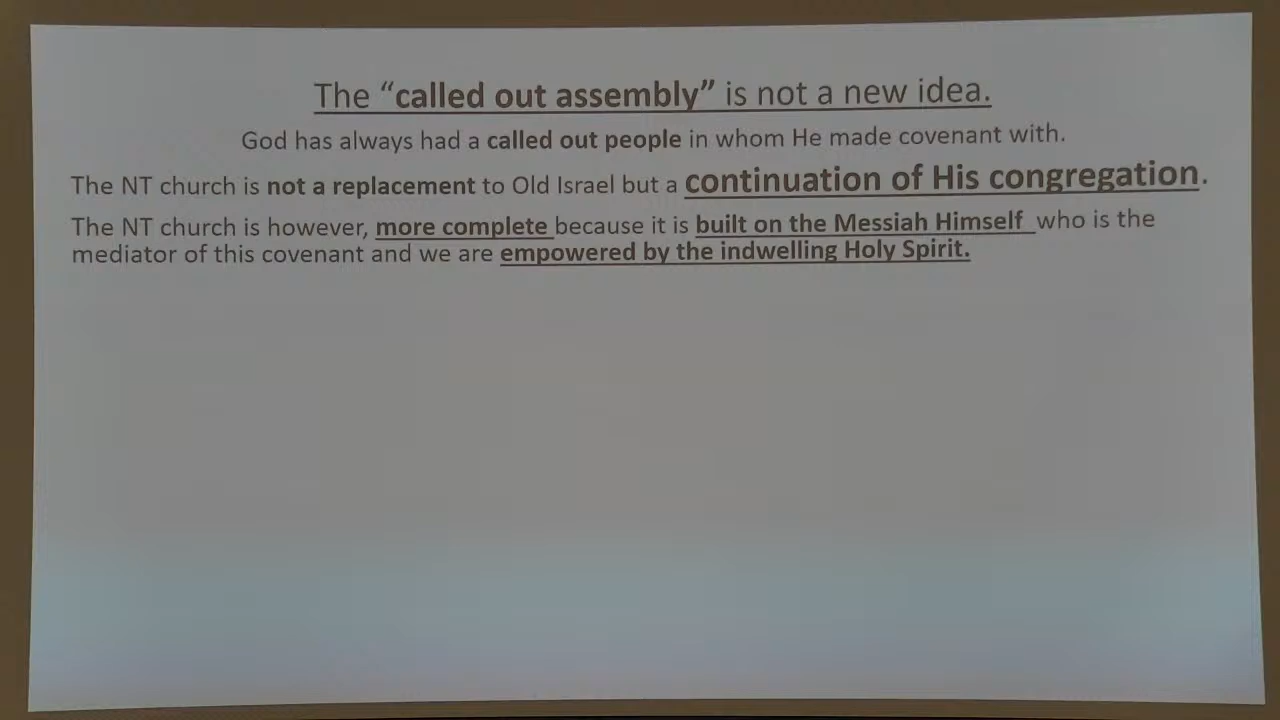 The “called out assembly” is not a new idea.
God has always had a called out people in whom He made covenant with.
The NT church is not a replacement to Old Israel but a continuation of His congregation.
The NT church is however, more complete because it is built on the Messiah Himself who is the
mediator of this covenant and we are empowered by the indwelling Holy Spirit.